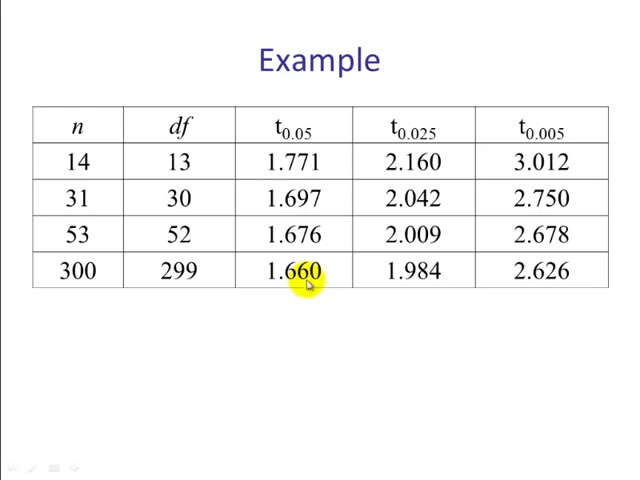 Example
n df t0.05 t0.025 t0.005
14 13 1.771 2.160 3.012
31 30 1.697 2.042 2.750
53 52 1.676 2.009 2.678
300 299 1.660 1.984 2.626